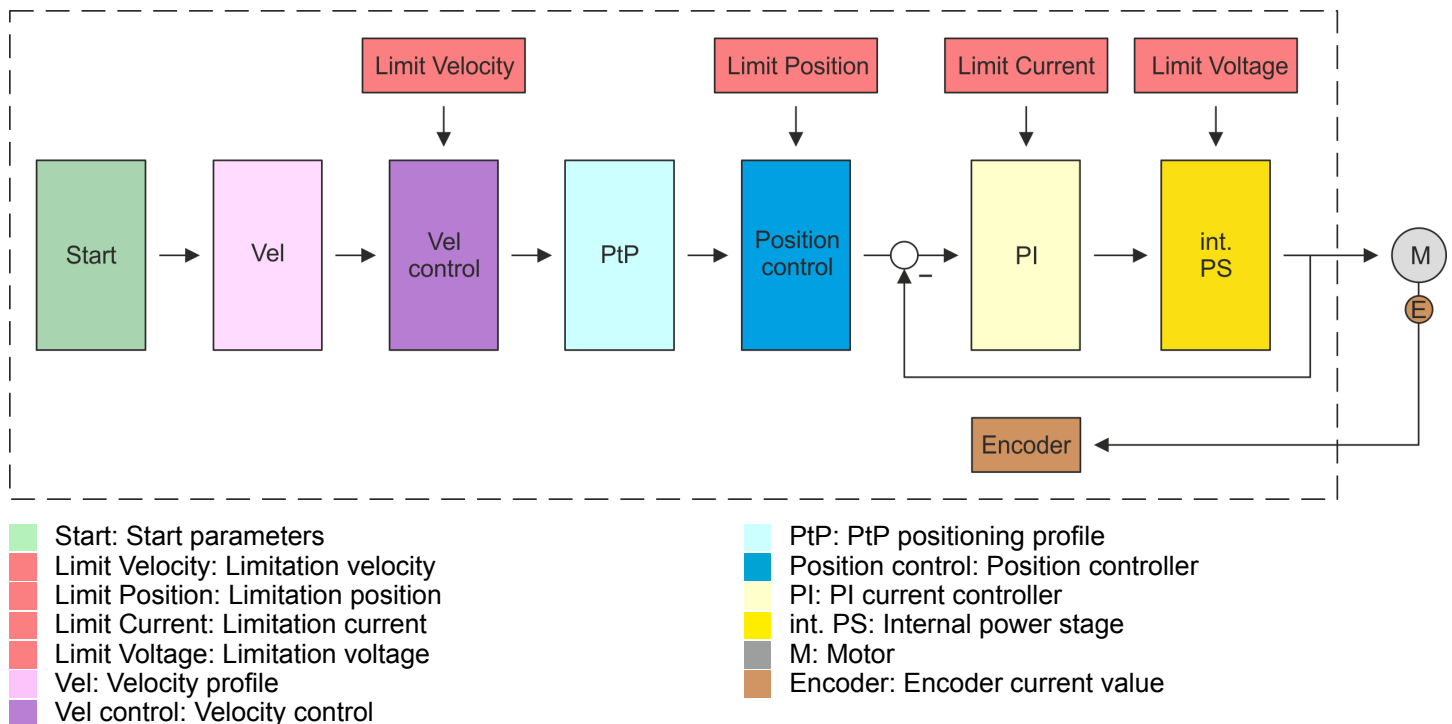 Limit Velocity
Limit Position
Limit Current
Limit Voltage
Start
Vel
Vel
control
PtP
Position
control
–
PI
int.
PS
M
E
Encoder
Start: Start parameters
Limit Velocity: Limitation velocity
Limit Position: Limitation position
Limit Current: Limitation current
Limit Voltage: Limitation voltage
Vel: Velocity profile
Vel control: Velocity control
PtP: PtP positioning profile
Position control: Position controller
PI: PI current controller
int. PS: Internal power stage
M: Motor
Encoder: Encoder current value